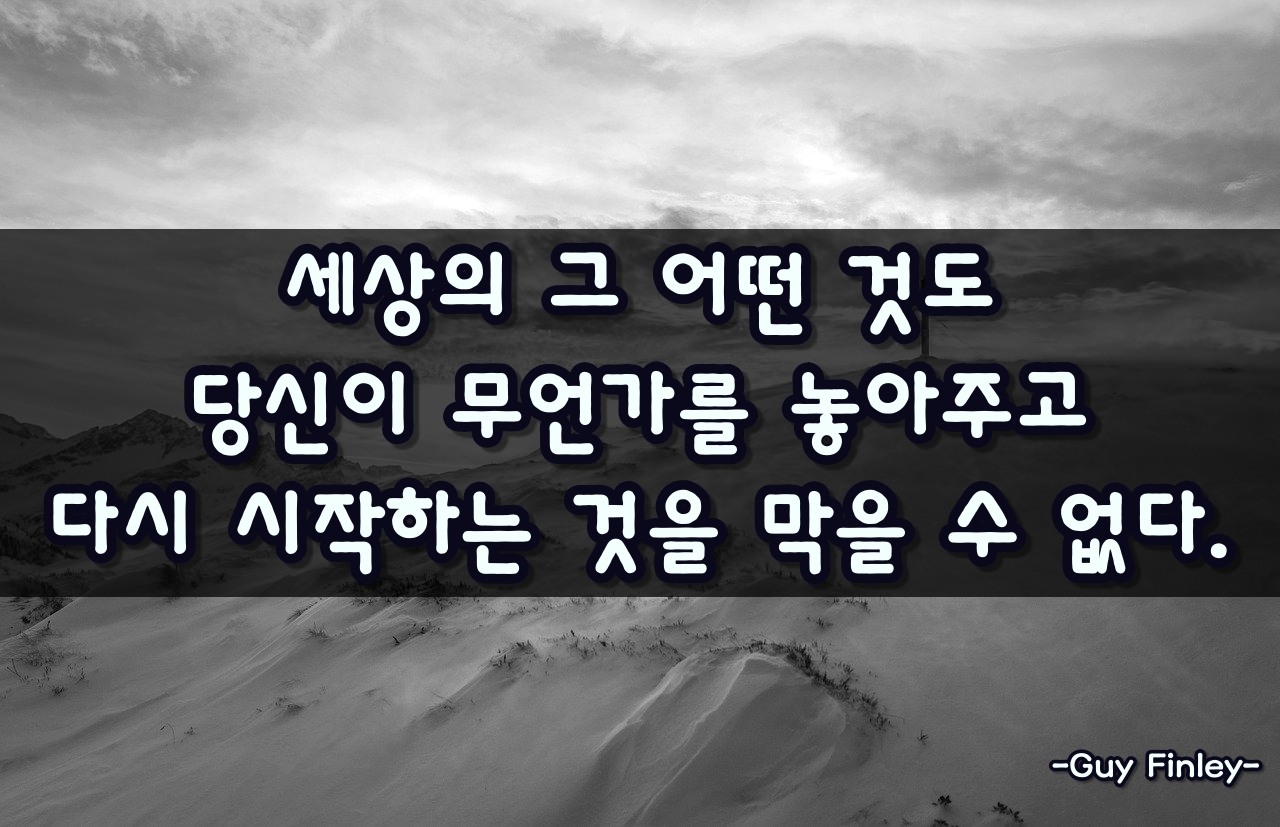 세상의 그 어떤 것도
당신이 무언가를 놓아주고
다시 시작하는 것을 막을 수 없다.
-Guy Finley-